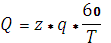 Q = z * q * 60/T